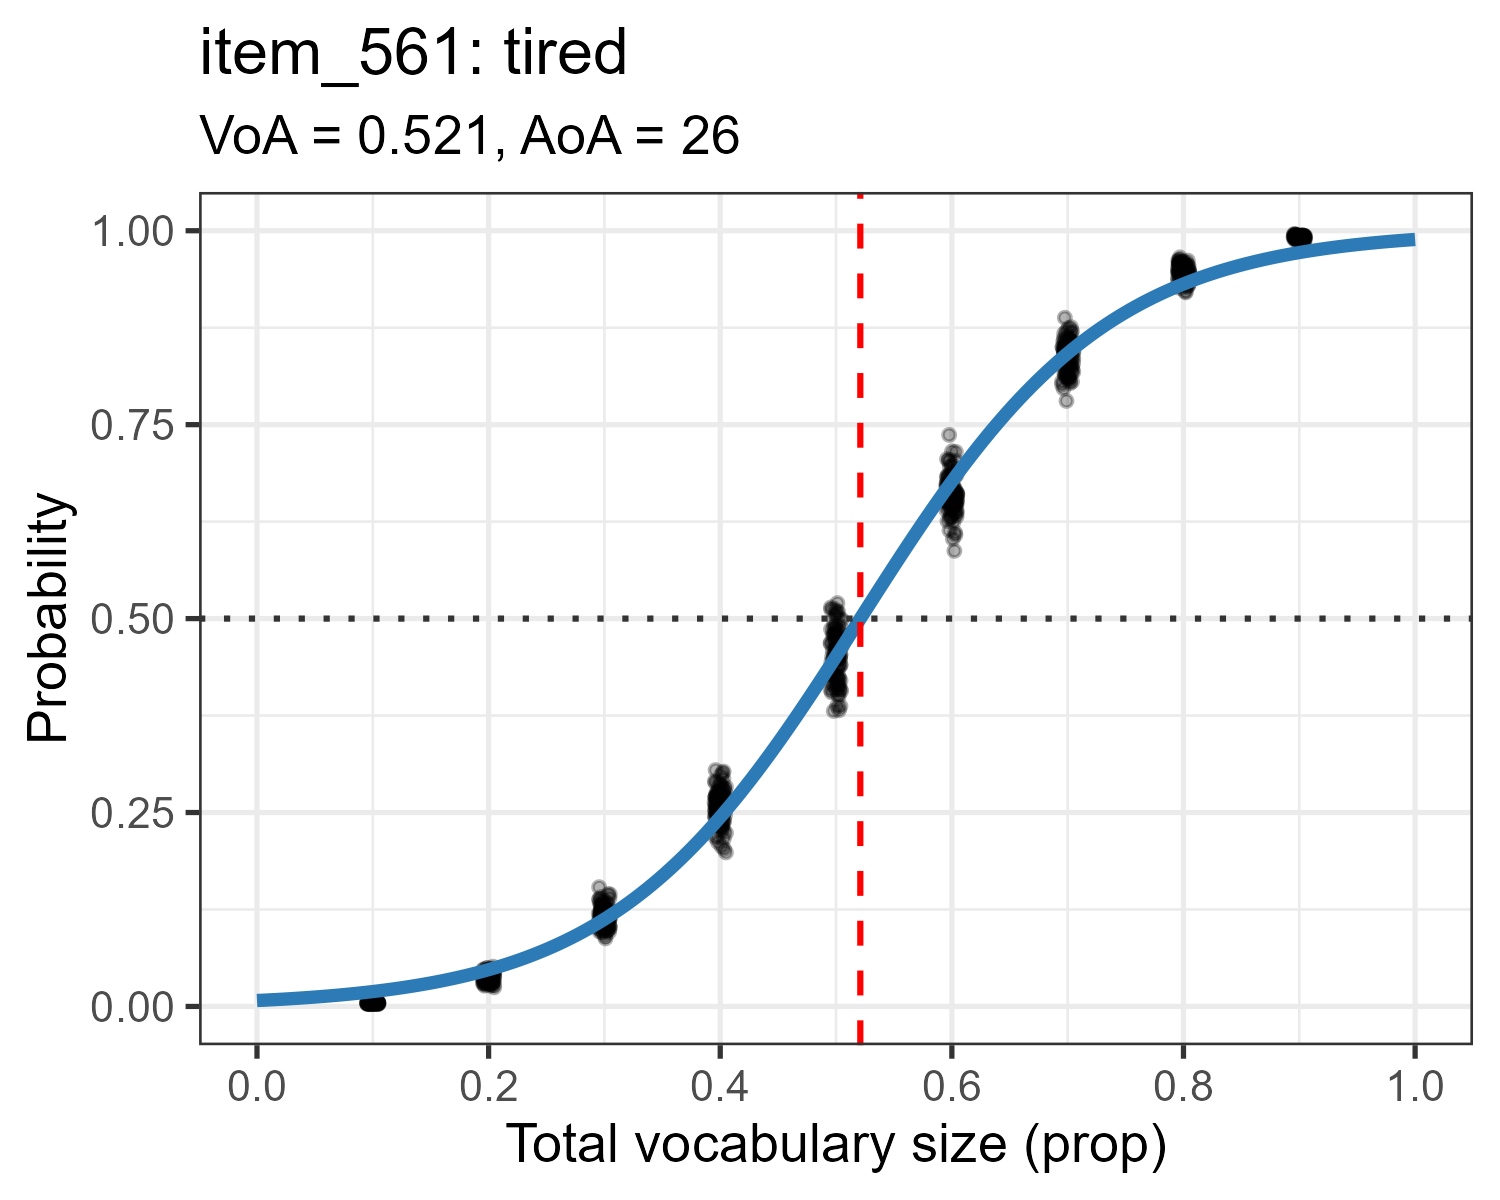 item_561: tired
VoA = 0.521, AoA = 26
Probability
1.00
0.75
0.50
0.25
0.00
0.0 0.2 0.4 0.6 0.8 1.0
Total vocabulary size (prop)